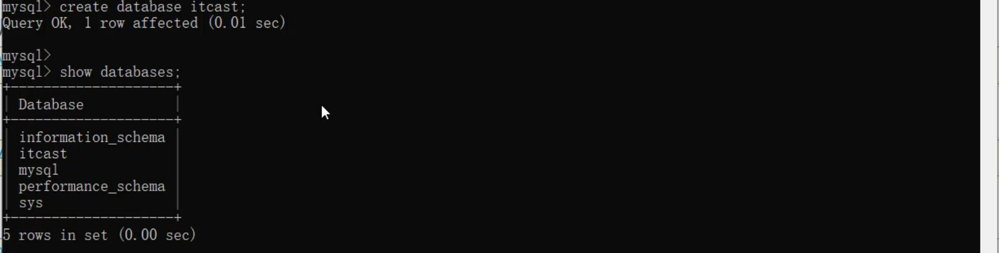 mysql> create database itcast;
Query OK, 1 row affected (0.01 sec)
mysql>
mysql> show databases;
+--------------------+
| Database           |
+--------------------+
| information_schema |
| itcast             |
| mysql              |
| performance_schema |
| sys                |
+--------------------+
5 rows in set (0.00 sec)